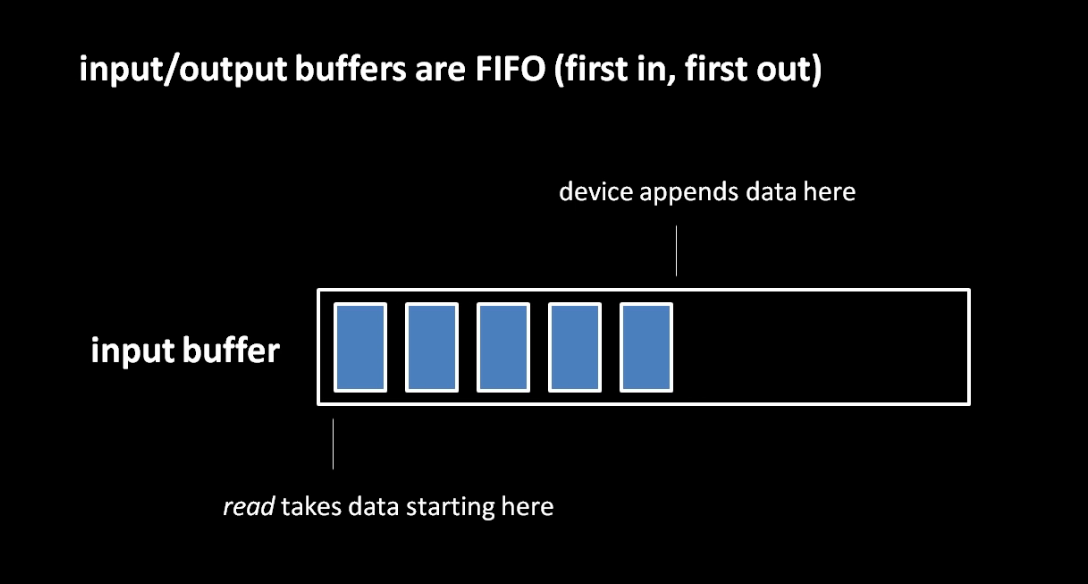 input/output buffers are FIFO (first in, first out)
device appends data here
input buffer
read takes data starting here